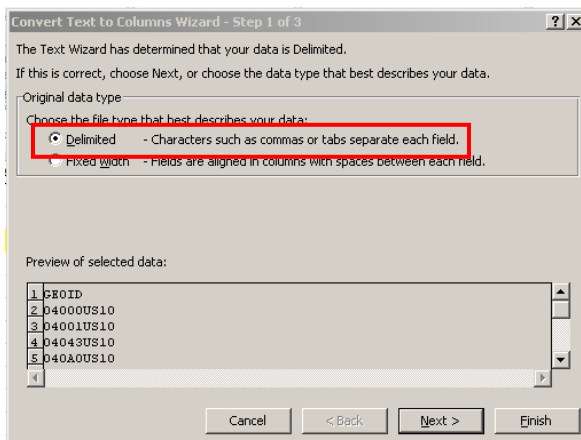 Convert Text to Columns Wizard - Step 1 of 3
The Text Wizard has determined that your data is Delimited.
If this is correct, choose Next, or choose the data type that best describes your data.
Original data type
Choose the file type that best describes your data:
Delimited - Characters such as commas or tabs separate each field.
Fixed Width - Fields are aligned in columns with spaces between each field.
Preview of selected data:
1 GEOID
2 04000US10
3 04001US10
4 04043US10
5 040A0US10
Cancel < Back Next > Finish